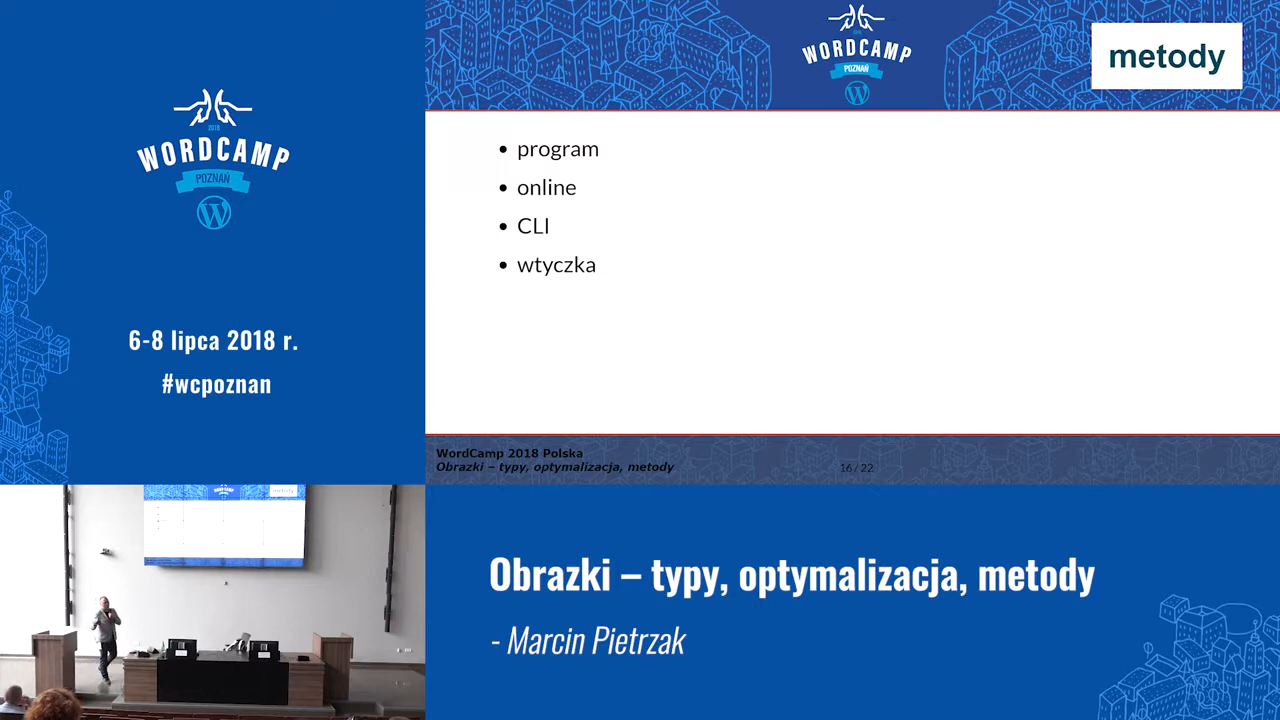 2018
WORDCAMP
POZNAŃ
6-8 lipca 2018 r.
#wcpoznan
WORDCAMP
POZNAŃ
metody
program
online
CLI
wtyczka
WordCamp 2018 Polska
Obrazki – typy, optymalizacja, metody
16 / 22
metody
Obrazki – typy, optymalizacja, metody
- Marcin Pietrzak